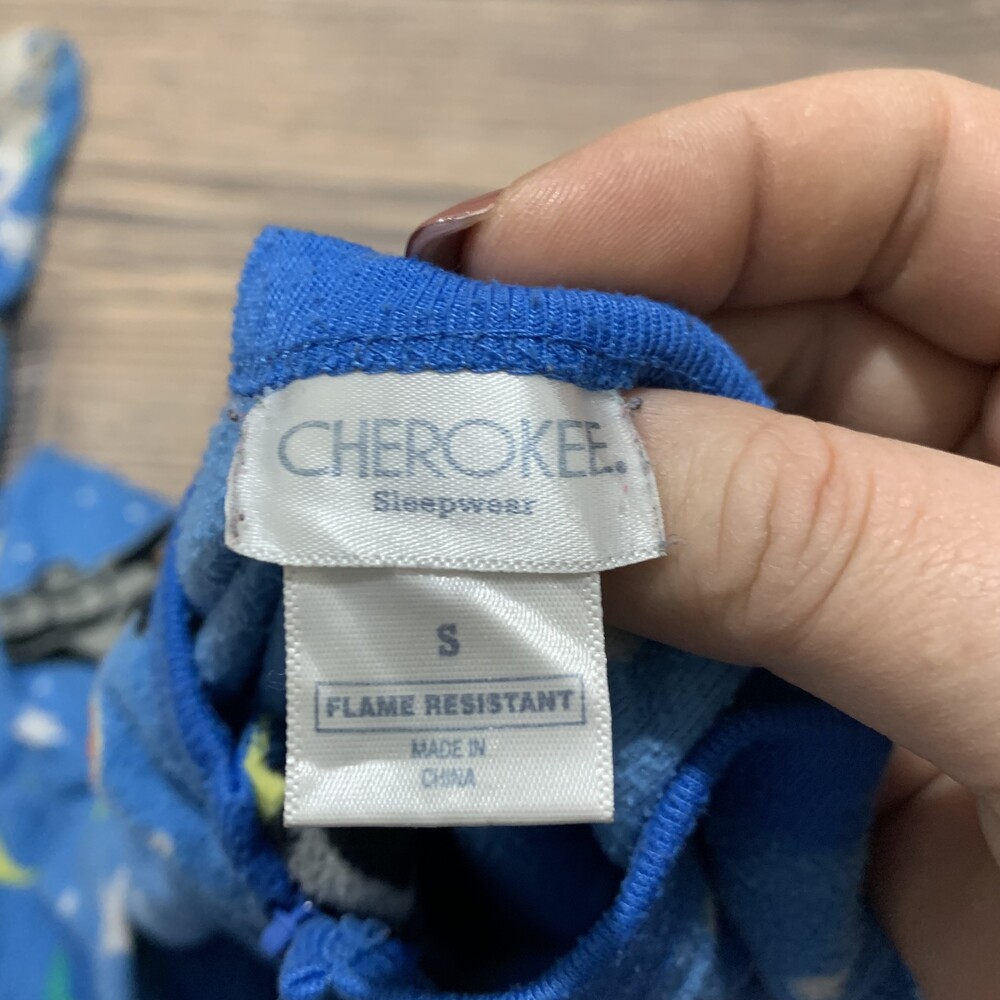 CHEROKEE.
Sleepwear
S
FLAME RESISTANT
MADE IN
CHINA